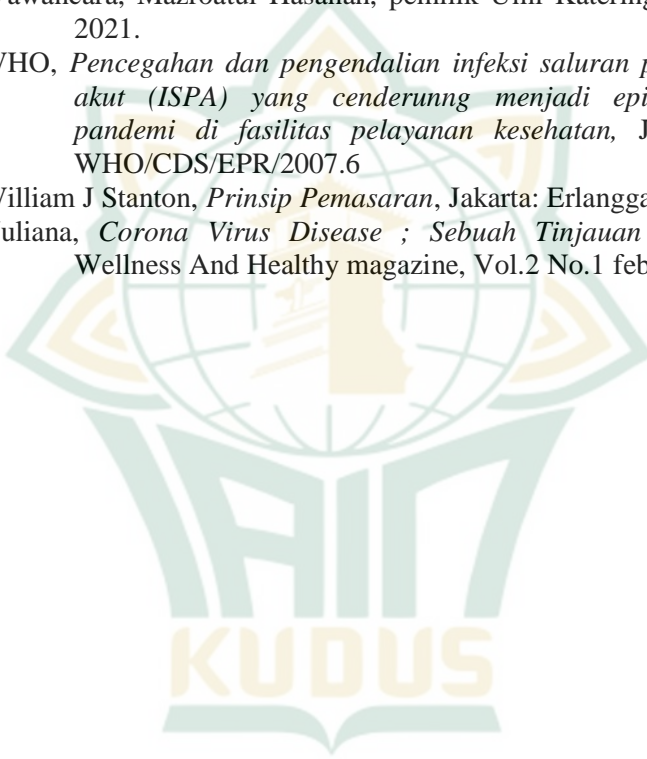 Wawancara, Mazroatul Hasanah, pemilik Umi Katering
2021.
WHO, Pencegahan dan pengendalian infeksi saluran p
akut (ISPA) yang cenderunng menjadi epi
pandemi di fasilitas pelayanan kesehatan, J
WHO/CDS/EPR/2007.6
William J Stanton, Prinsip Pemasaran, Jakarta: Erlangga
Yuliana, Corona Virus Disease ; Sebuah Tinjauan
Wellness And Healthy magazine, Vol.2 No.1 feb
IAIN
KUDUS